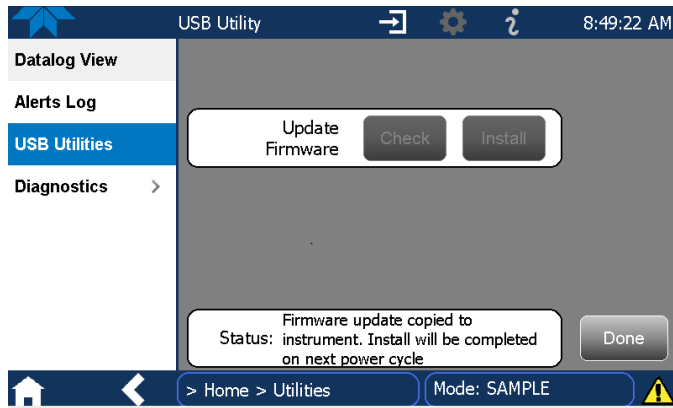 USB Utility
8:49:22 AM
Datalog View
Alerts Log
USB Utilities
Diagnostics >
Update
Firmware
Check
Install
Status: Firmware update copied to
instrument. Install will be completed
on next power cycle
Done
> Home > Utilities
Mode: SAMPLE